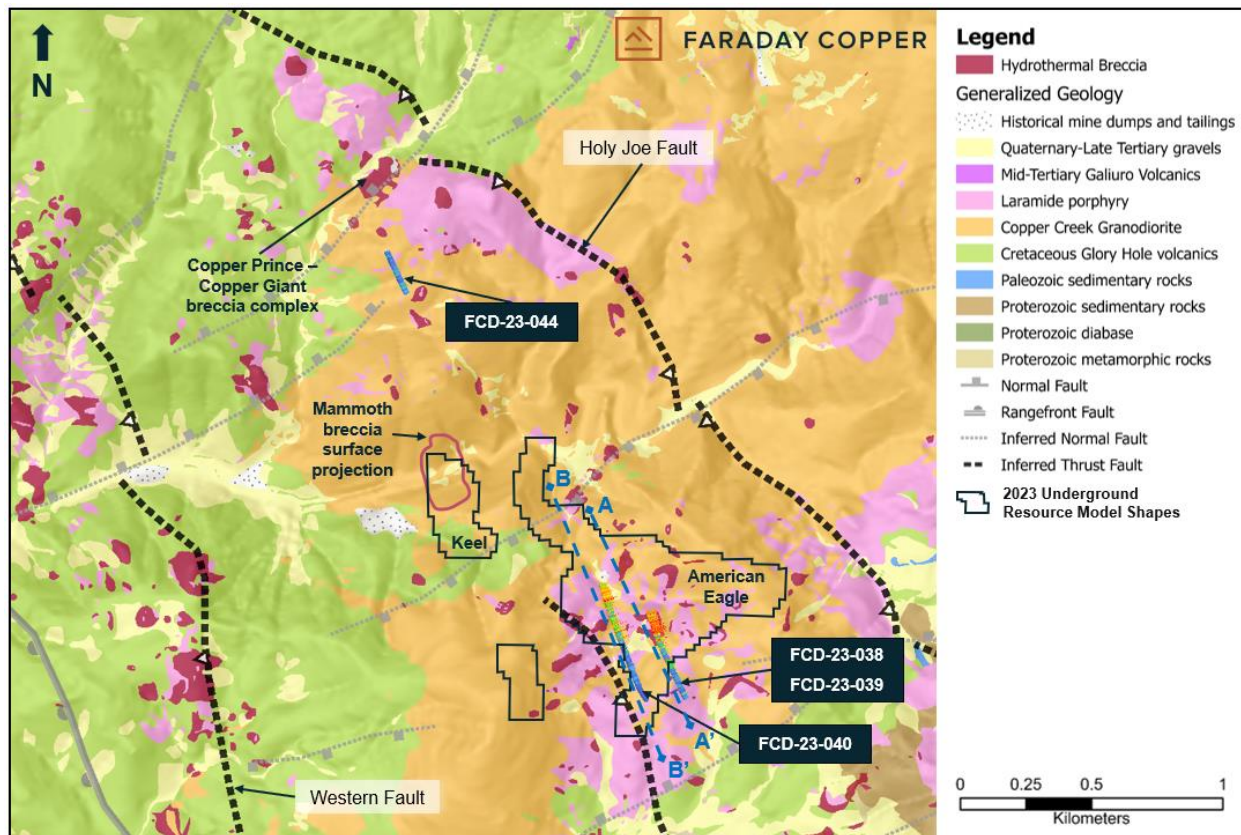 N
FARADAY COPPER
Holy Joe Fault
Copper Prince –
Copper Giant
breccia complex
FCD-23-044
Mammoth
breccia
surface
projection
B
A
Keel
American
Eagle
FCD-23-038
FCD-23-039
A'
FCD-23-040
B'
Western Fault
Legend
Hydrothermal Breccia
Generalized Geology
Historical mine dumps and tailings
Quaternary-Late Tertiary gravels
Mid-Tertiary Galiuro Volcanics
Laramide porphyry
Copper Creek Granodiorite
Cretaceous Glory Hole volcanics
Paleozoic sedimentary rocks
Proterozoic sedimentary rocks
Proterozoic diabase
Proterozoic metamorphic rocks
Normal Fault
Rangefront Fault
Inferred Normal Fault
Inferred Thrust Fault
2023 Underground
Resource Model Shapes
0 0.25 0.5 1
Kilometers